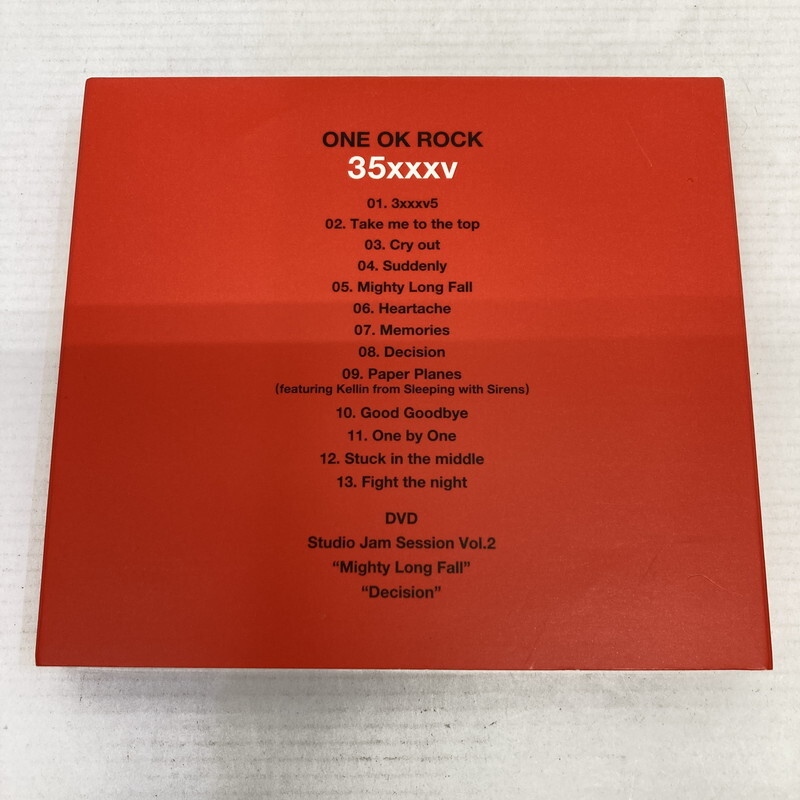 ONE OK ROCK
35xxxv
01. 3xxxv5
02. Take me to the top
03. Cry out
04. Suddenly
05. Mighty Long Fall
06. Heartache
07. Memories
08. Decision
09. Paper Planes
(featuring Kellin from Sleeping with Sirens)
10. Good Goodbye
11. One by One
12. Stuck in the middle
13. Fight the night
DVD
Studio Jam Session Vol.2
“Mighty Long Fall”
“Decision”